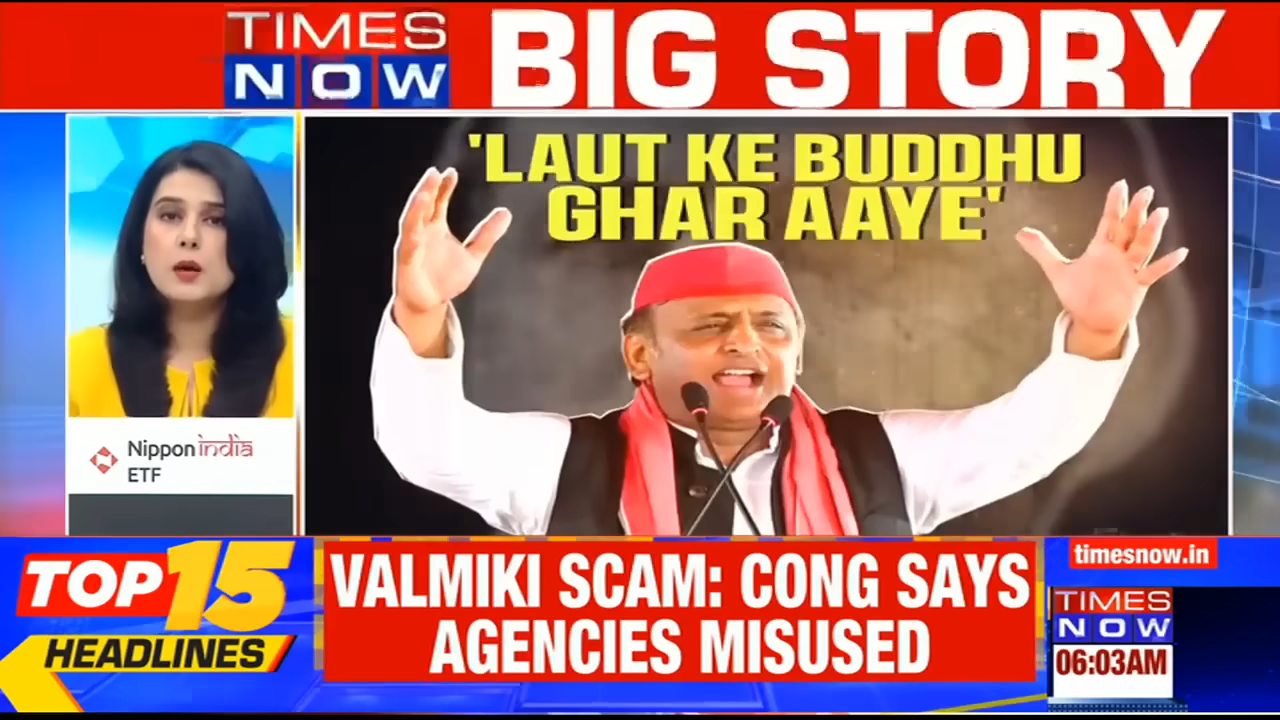 TIMES
NOW
BIG STORY
'LAUT KE BUDDHU
GHAR AAYE'
Nippon india
ETF
TOP 15
HEADLINES
VALMIKI SCAM: CONG SAYS
AGENCIES MISUSED
timesnow.in
TIMES
NOW
06:03AM